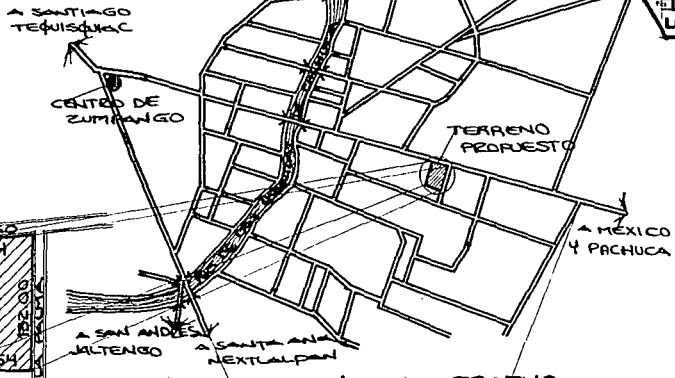 A SANTIAGO
TEQUISQUIAC
CENTRO DE
ZUMPANGO
TERRENO
PROPUESTO
A MEXICO
Y PACHUCA
A SAN ANDRES
JALTENGO
A SANTA ANA
NEXTLALPAN